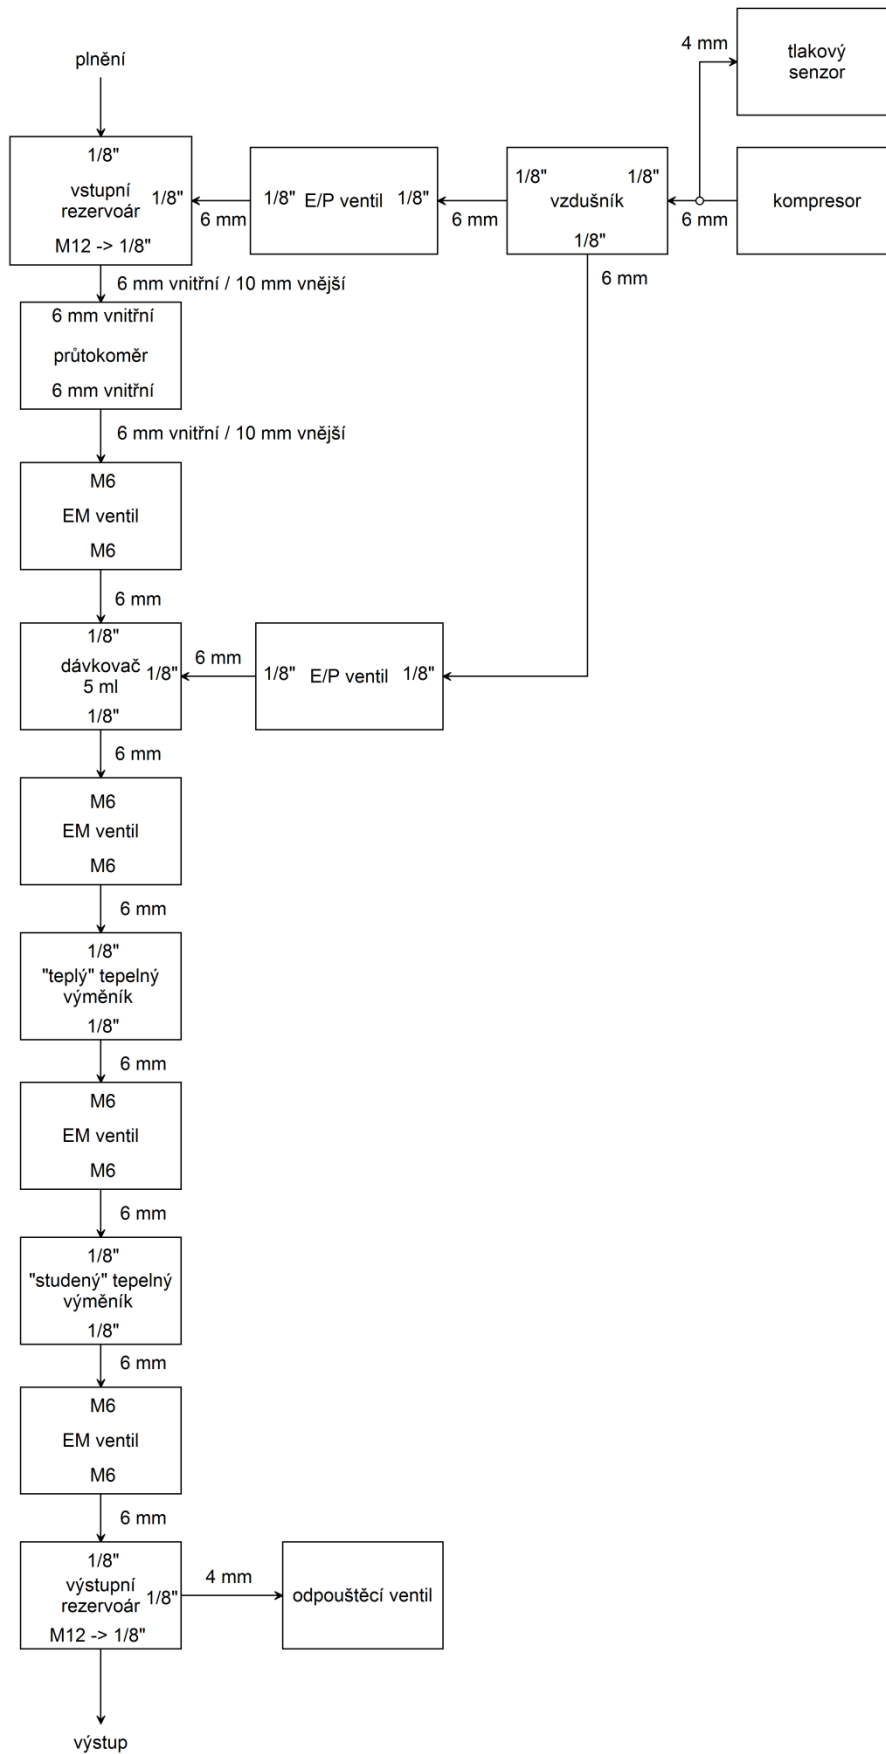 4 mm
tlakový
senzor
plnění
1/8"
vstupní
rezervoár
1/8"
M12 -> 1/8"
6 mm
1/8"
E/P ventil
1/8"
6 mm
1/8"
vzdušník
1/8"
1/8"
6 mm
kompresor
6 mm
6 mm vnitřní / 10 mm vnější
6 mm vnitřní
průtokoměr
6 mm vnitřní
6 mm vnitřní / 10 mm vnější
M6
EM ventil
M6
6 mm
1/8"
dávkovač
5 ml
1/8"
1/8"
6 mm
1/8"
E/P ventil
1/8"
6 mm
M6
EM ventil
M6
6 mm
1/8"
"teplý" tepelný
výměník
1/8"
6 mm
M6
EM ventil
M6
6 mm
1/8"
"studený" tepelný
výměník
1/8"
6 mm
M6
EM ventil
M6
6 mm
1/8"
výstupní
rezervoár
1/8"
M12 -> 1/8"
4 mm
odpouštěcí ventil
výstup